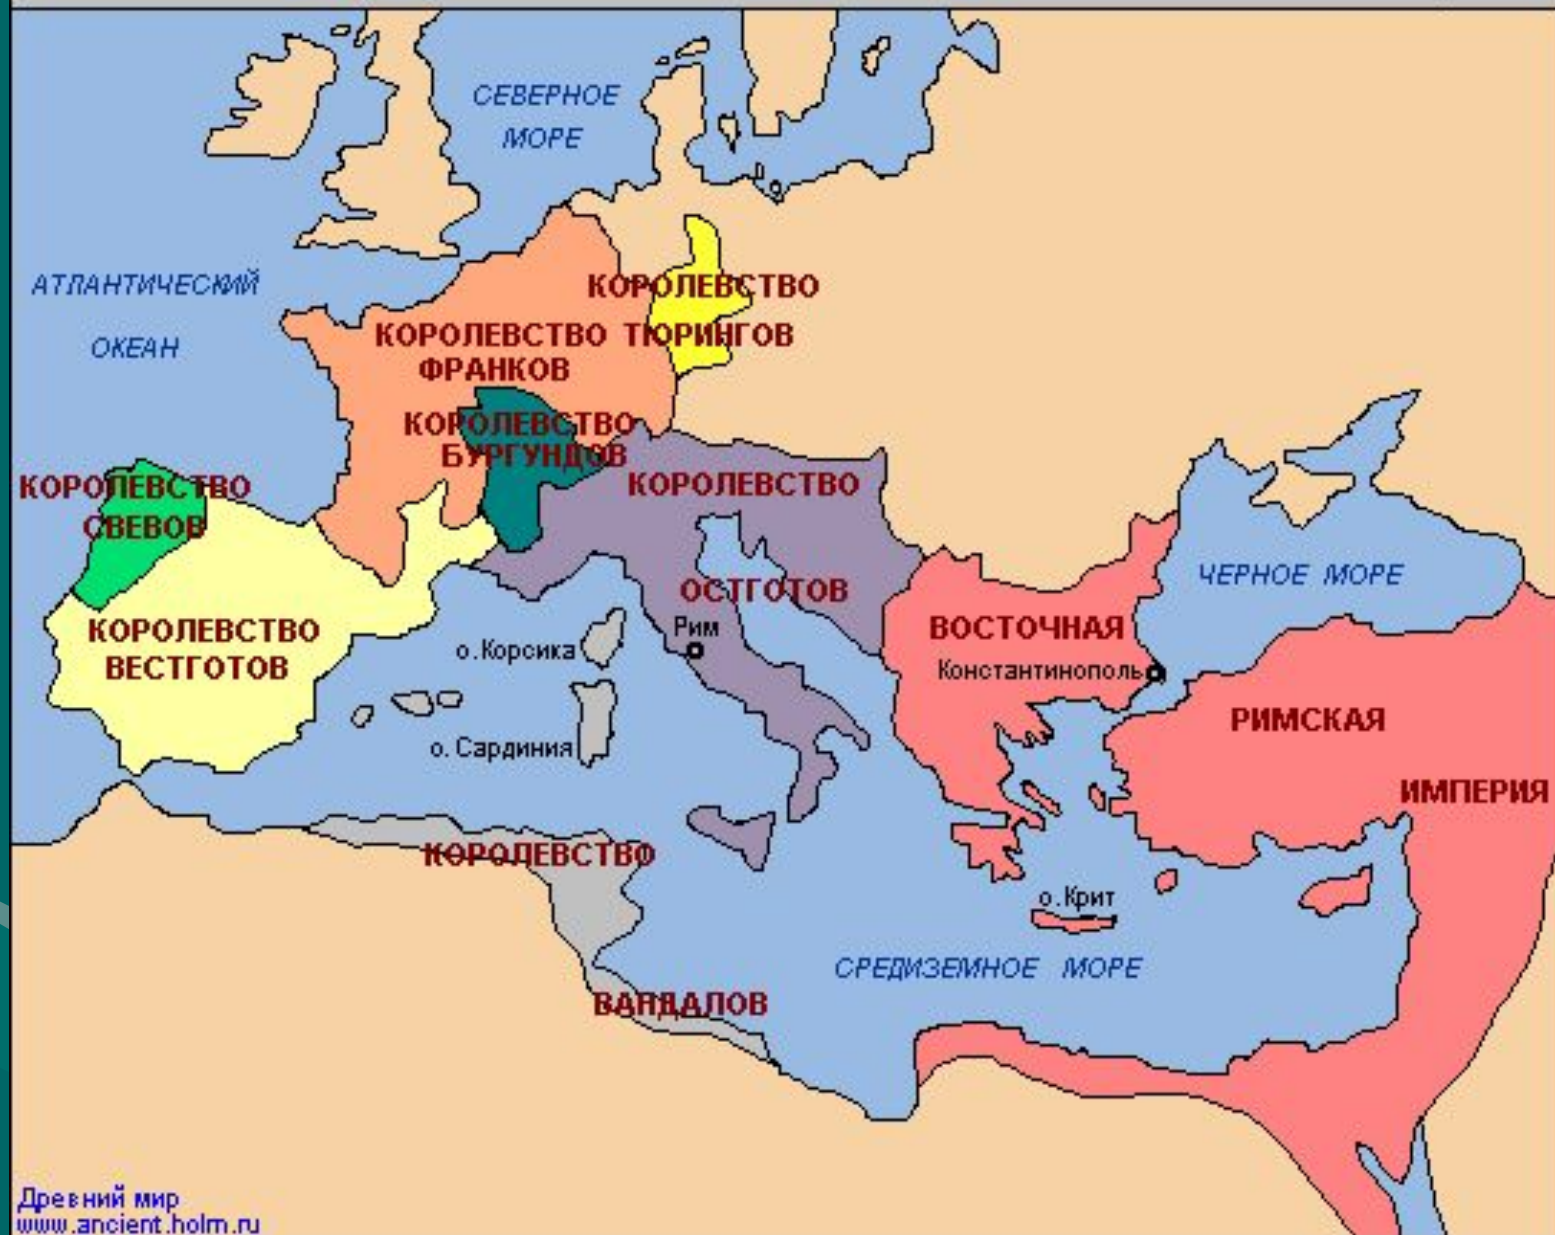 СЕВЕРНОЕ
МОРЕ
АТЛАНТИЧЕСКИЙ
ОКЕАН
КОРОЛЕВСТВО
ТЮРИНГОВ
КОРОЛЕВСТВО
ФРАНКОВ
КОРОЛЕВСТВО
БУРГУНДОВ
КОРОЛЕВСТВО
СВЕВОВ
КОРОЛЕВСТВО
ОСТГОТОВ
ЧЕРНОЕ МОРЕ
КОРОЛЕВСТВО
ВЕСТГОТОВ
о.Корсика
Рим
ВОСТОЧНАЯ
Константинополь
РИМСКАЯ
ИМПЕРИЯ
о. Сардиния
КОРОЛЕВСТВО
ВАНДАЛОВ
о.Крит
СРЕДИЗЕМНОЕ МОРЕ
Древний мир
www.ancient.holm.ru